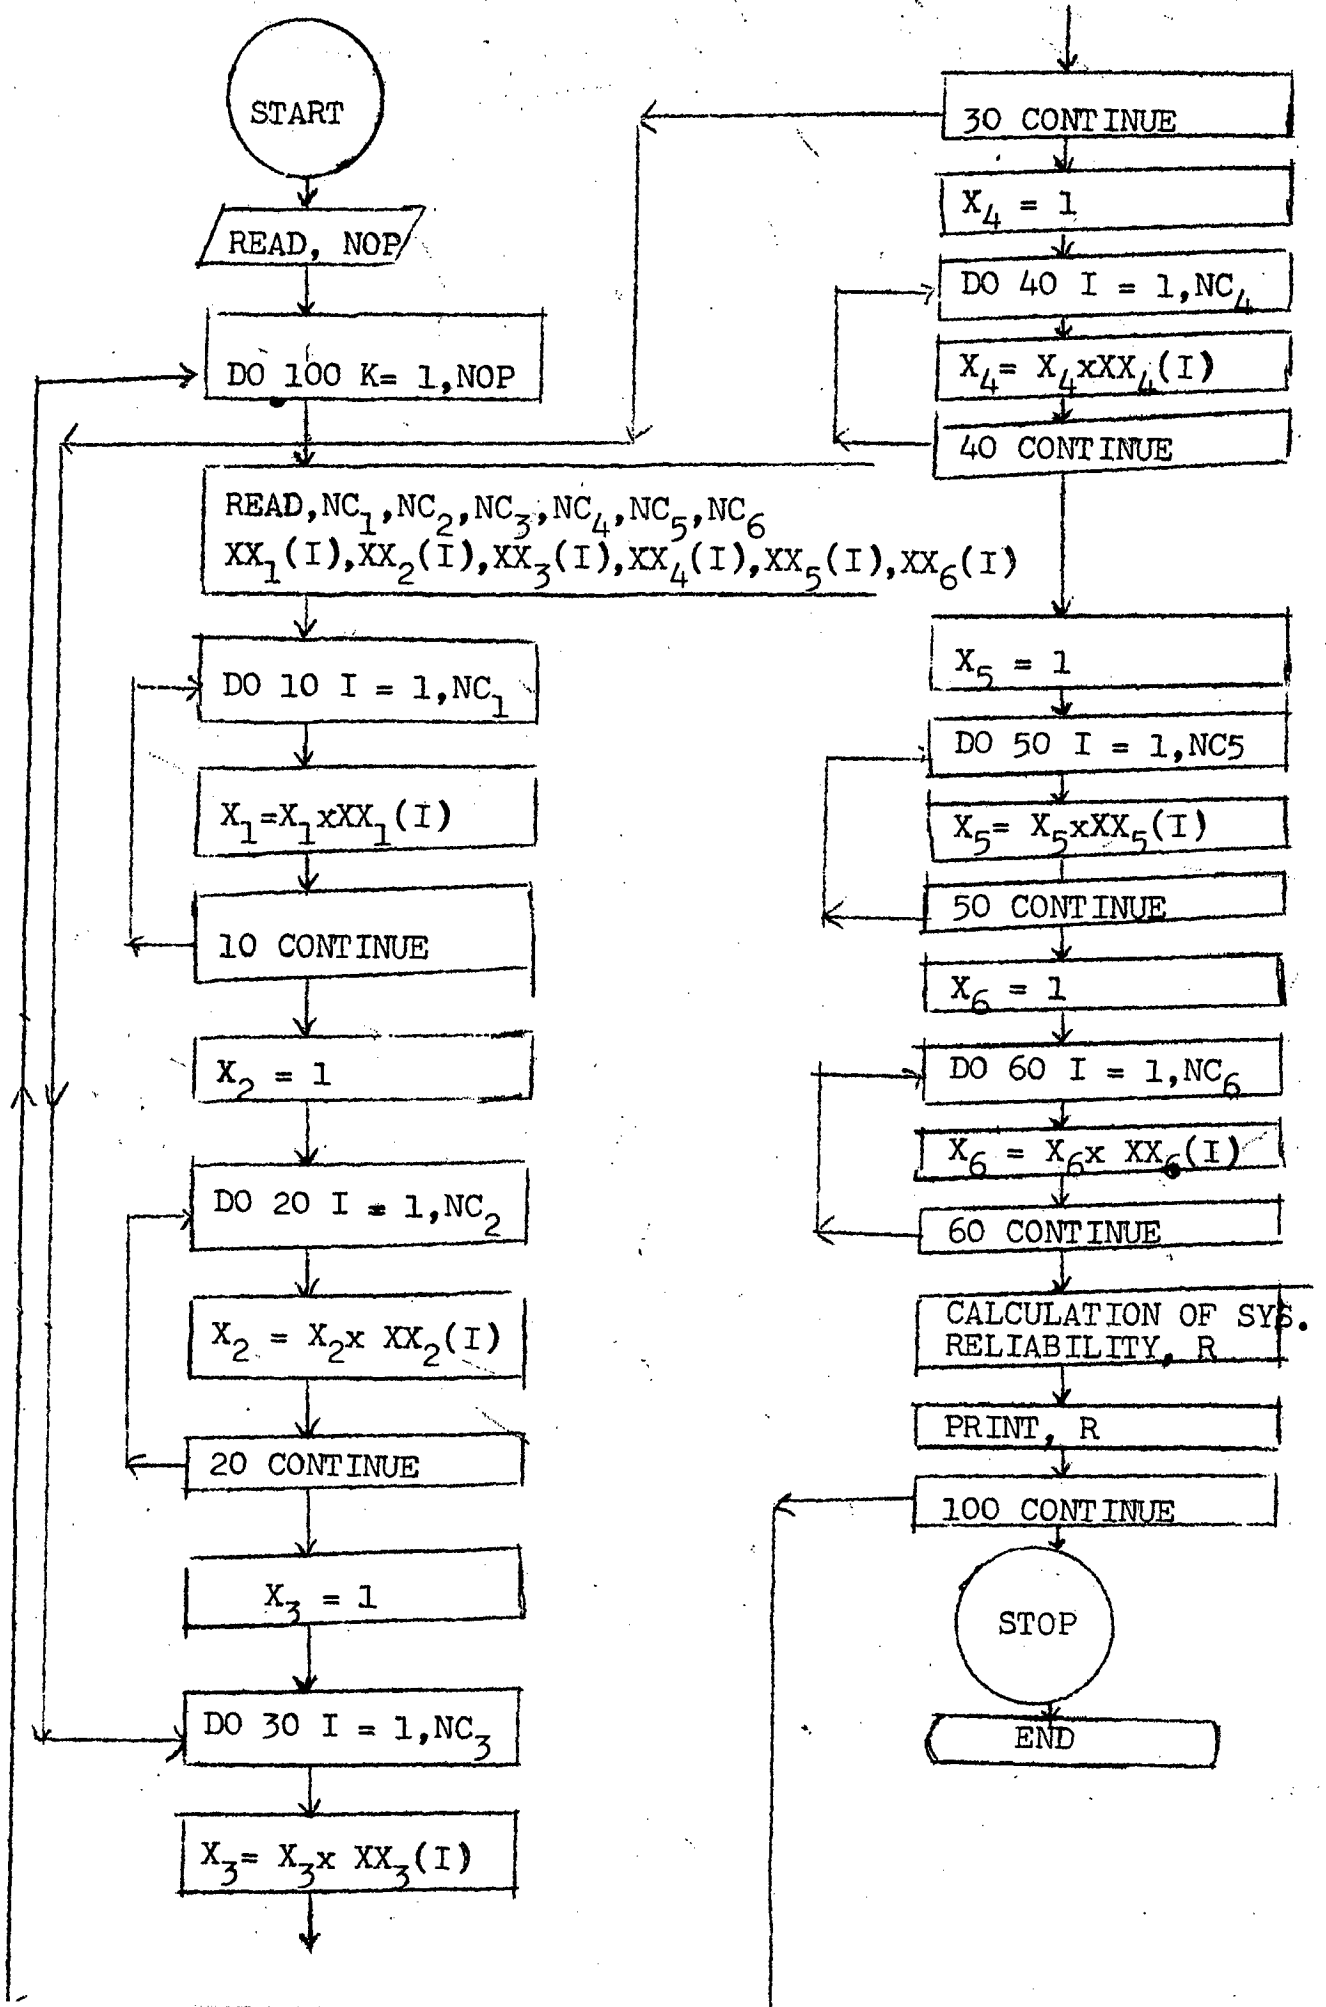 START
READ, NOP
DO 100 K= 1,NOP
READ,NC₁,NC₂,NC₃,NC₄,NC₅,NC₆
XX₁(I),XX₂(I),XX₃(I),XX₄(I),XX₅(I),XX₆(I)
DO 10 I = 1,NC₁
X₁=X₁xXX₁(I)
10 CONTINUE
X₂ = 1
DO 20 I = 1,NC₂
X₂ = X₂x XX₂(I)
20 CONTINUE
X₃ = 1
DO 30 I = 1,NC₃
X₃= X₃x XX₃(I)
30 CONTINUE
X₄ = 1
DO 40 I = 1,NC₄
X₄= X₄xXX₄(I)
40 CONTINUE
X₅ = 1
DO 50 I = 1,NC5
X₅= X₅xXX₅(I)
50 CONTINUE
X₆ = 1
DO 60 I = 1,NC₆
X₆ = X₆x XX₆(I)
60 CONTINUE
CALCULATION OF SYS.
RELIABILITY, R
PRINT, R
100 CONTINUE
STOP
END